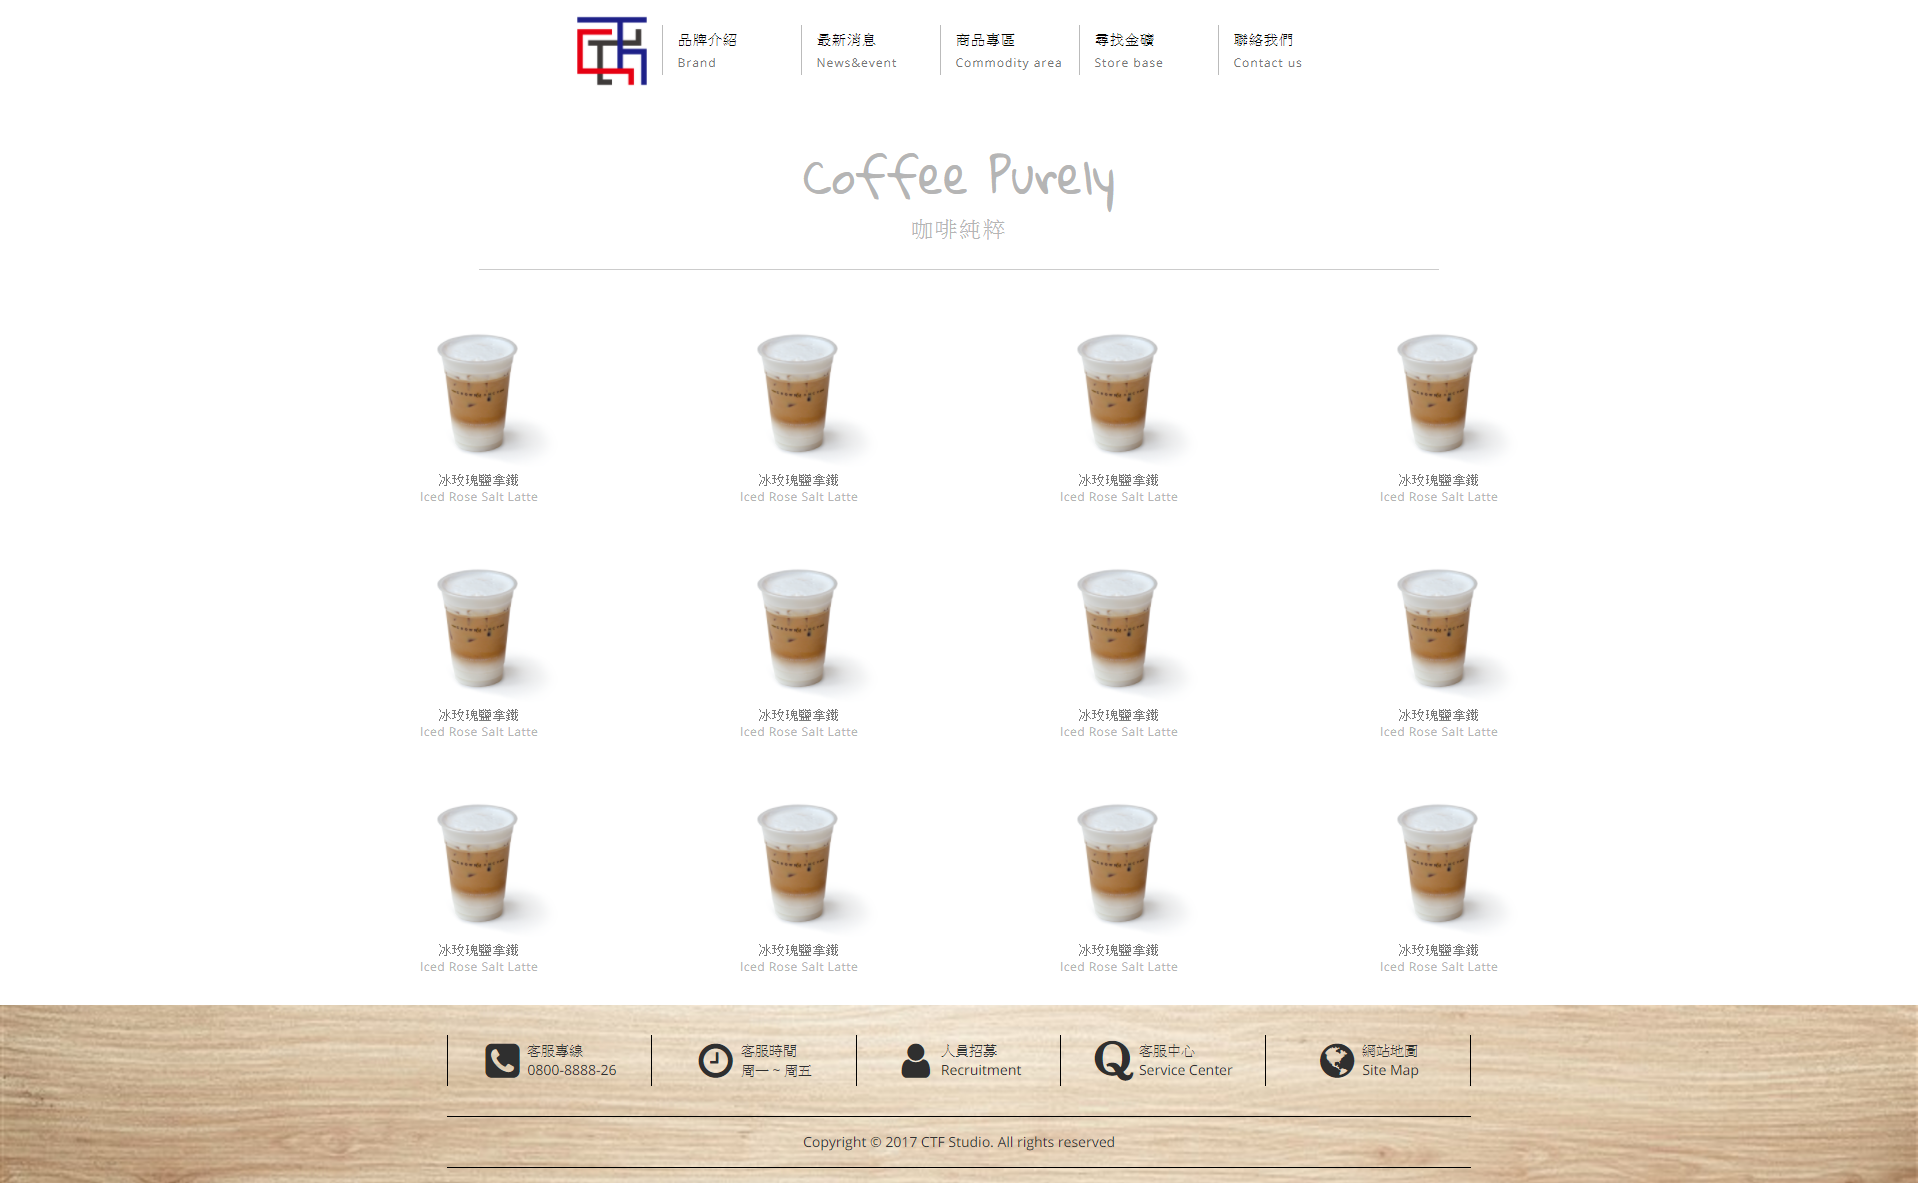 品牌介紹
Brand
最新消息
News&event
商品專區
Commodity area
尋找金礦
Store base
聯絡我們
Contact us
Coffee Purely
咖啡純粹
冰玫瑰鹽拿鐵
Iced Rose Salt Latte
冰玫瑰鹽拿鐵
Iced Rose Salt Latte
冰玫瑰鹽拿鐵
Iced Rose Salt Latte
冰玫瑰鹽拿鐵
Iced Rose Salt Latte
冰玫瑰鹽拿鐵
Iced Rose Salt Latte
冰玫瑰鹽拿鐵
Iced Rose Salt Latte
冰玫瑰鹽拿鐵
Iced Rose Salt Latte
冰玫瑰鹽拿鐵
Iced Rose Salt Latte
冰玫瑰鹽拿鐵
Iced Rose Salt Latte
冰玫瑰鹽拿鐵
Iced Rose Salt Latte
冰玫瑰鹽拿鐵
Iced Rose Salt Latte
冰玫瑰鹽拿鐵
Iced Rose Salt Latte
客服專線
0800-8888-26
客服時間
周一 ~ 周五
人員招募
Recruitment
Q
客服中心
Service Center
網站地圖
Site Map
Copyright © 2017 CTF Studio. All rights reserved